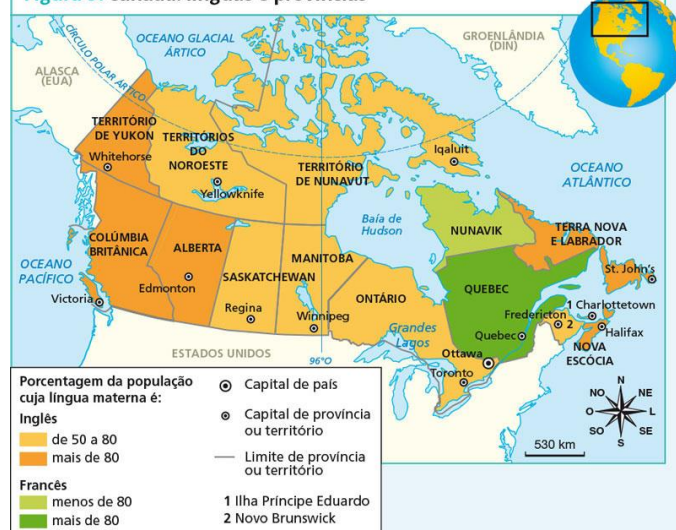 OCEANO GLACIAL
ÁRTICO
GROENLÂNDIA
(DIN)
ALASCA
(EUA)
CÍRCULO POLAR ÁRTICO
TERRITÓRIO
DE YUKON
Whitehorse
TERRITÓRIOS
DO
NOROESTE
Yellowknife
TERRITÓRIO
DE NUNAVUT
Iqaluit
OCEANO
ATLÂNTICO
Baía de
Hudson
NUNAVIK
TERRA NOVA
E LABRADOR
COLÚMBIA
BRITÂNICA
ALBERTA
Edmonton
SASKATCHEWAN
MANITOBA
OCEANO
PACÍFICO
Victoria
Regina
Winnipeg
ONTÁRIO
QUEBEC
St. John's
Fredericton
1 Charlottetown
2
Halifax
Quebec
NOVA
ESCÓCIA
Grandes
Lagos
Ottawa
Toronto
ESTADOS UNIDOS
96°O
Porcentagem da população
cuja língua materna é:
Inglês
de 50 a 80
mais de 80
Francês
menos de 80
mais de 80
Capital de país
Capital de província
ou território
Limite de província
ou território
1 Ilha Príncipe Eduardo
2 Novo Brunswick
N
NO
NE
O
L
SO
SE
S
530 km